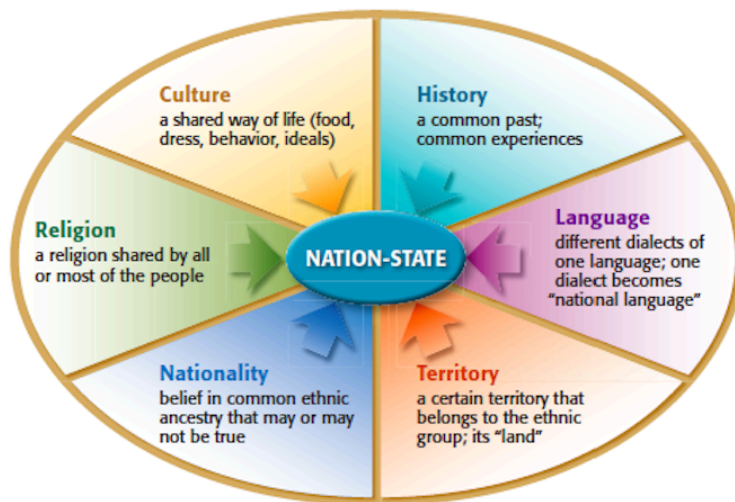 Culture
a shared way of life (food,
dress, behavior, ideals)
History
a common past;
common experiences
Religion
a religion shared by all
or most of the people
NATION-STATE
Language
different dialects of
one language; one
dialect becomes
“national language”
Nationality
belief in common ethnic
ancestry that may or may
not be true
Territory
a certain territory that
belongs to the ethnic
group; its “land”